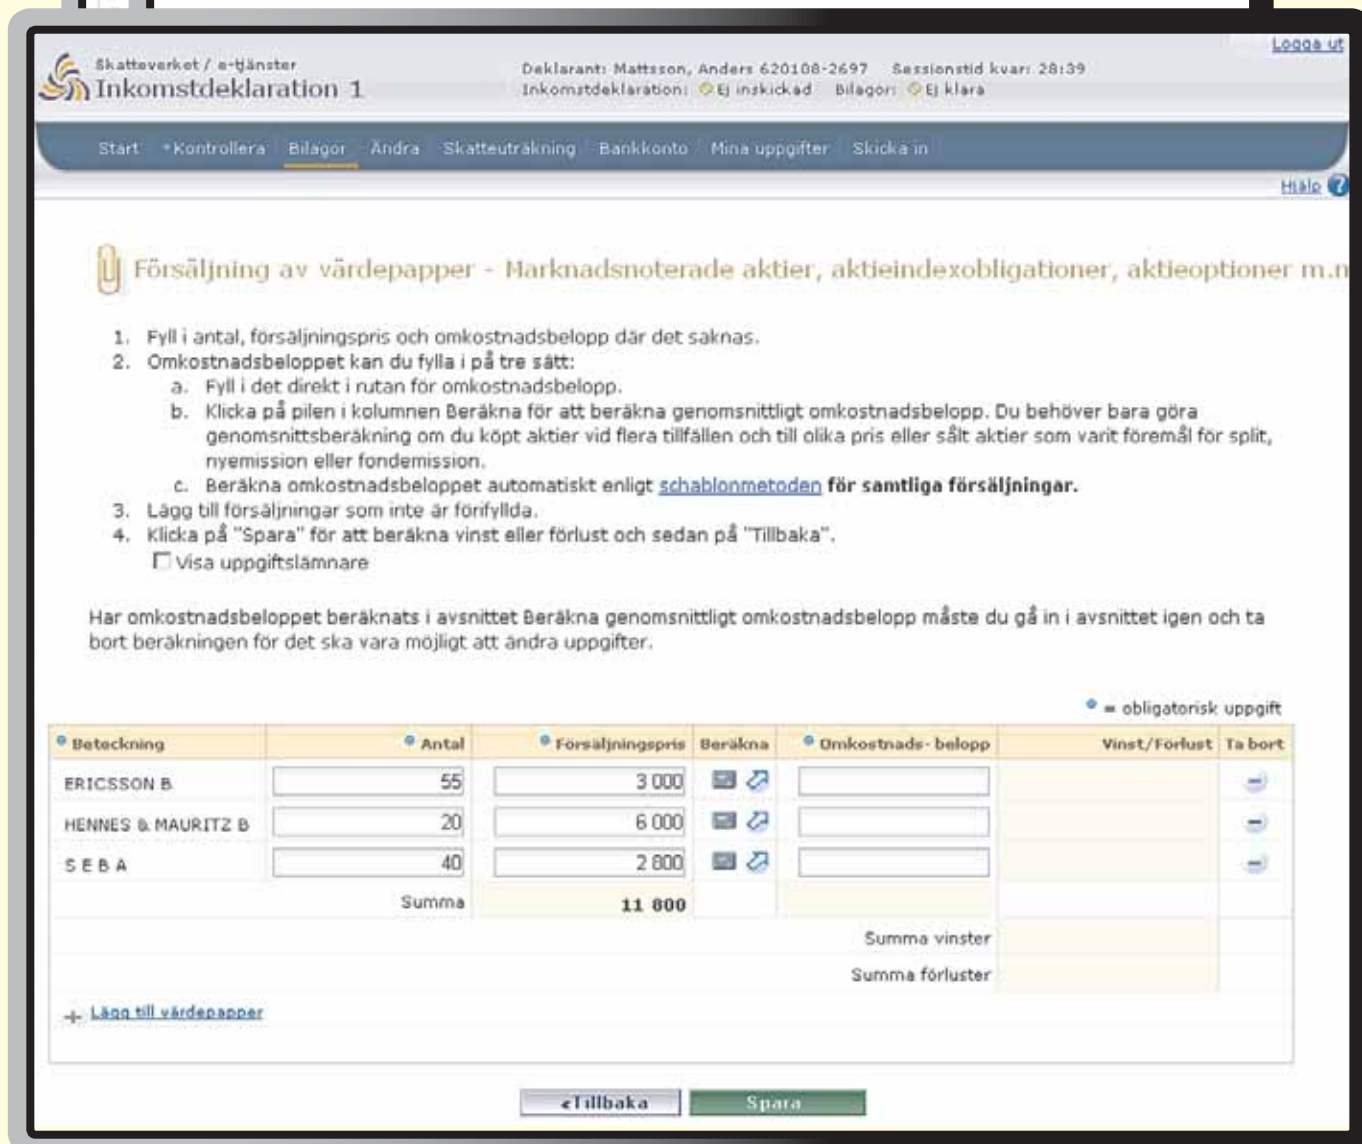 Logga ut
Skatteverket / e-tjänster
Inkomstdeklaration 1
Deklarant: Mattsson, Anders 620108-2697 Sessionstid kvar: 28:39
Inkomstdeklaration: Ej inskickad Bilagor: Ej klara
Start Kontrollera Bilagor Ändra Skatteuträkning Bankkonto Mina uppgifter Skicka in
Hjälp ?
Försäljning av värdepapper - Marknadsnoterade aktier, aktieindexobligationer, aktieoptioner m.n
1. Fyll i antal, försäljningspris och omkostnadsbelopp där det saknas.
2. Omkostnadsbeloppet kan du fylla i på tre sätt:
a. Fyll i det direkt i rutan för omkostnadsbelopp.
b. Klicka på pilen i kolumnen Beräkna för att beräkna genomsnittligt omkostnadsbelopp. Du behöver bara göra
genomsnittsberäkning om du köpt aktier vid flera tillfällen och till olika pris eller sålt aktier som varit föremål för split,
nyemission eller fondemission.
c. Beräkna omkostnadsbeloppet automatiskt enligt schablonmetoden för samtliga försäljningar.
3. Lägg till försäljningar som inte är förifyllda.
4. Klicka på "Spara" för att beräkna vinst eller förlust och sedan på "Tillbaka".
Visa uppgiftslämnare
Har omkostnadsbeloppet beräknats i avsnittet Beräkna genomsnittligt omkostnadsbelopp måste du gå in i avsnittet igen och ta
bort beräkningen för det ska vara möjligt att ändra uppgifter.
= obligatorisk uppgift
Beteckning Antal Försäljningspris Beräkna Omkostnads- belopp Vinst/Förlust Ta bort
ERICSSON B 55 3 000
HENNES & MAURITZ B 20 6 000
S E B A 40 2 800
Summa 11 800
Summa vinster
Summa förluster
Lägg till värdepapper
«Tillbaka Spara